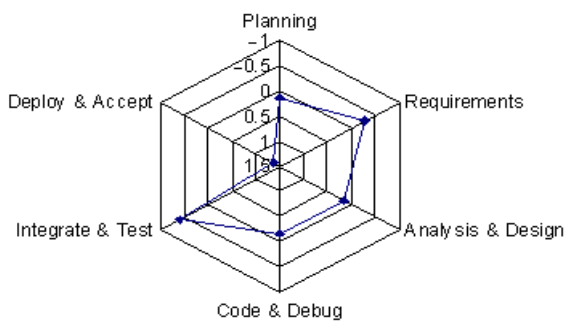 Planning
-1
-0.5
Deploy & Accept
0
Requirements
0.5
1
1.5
Integrate & Test
Analysis & Design
Code & Debug